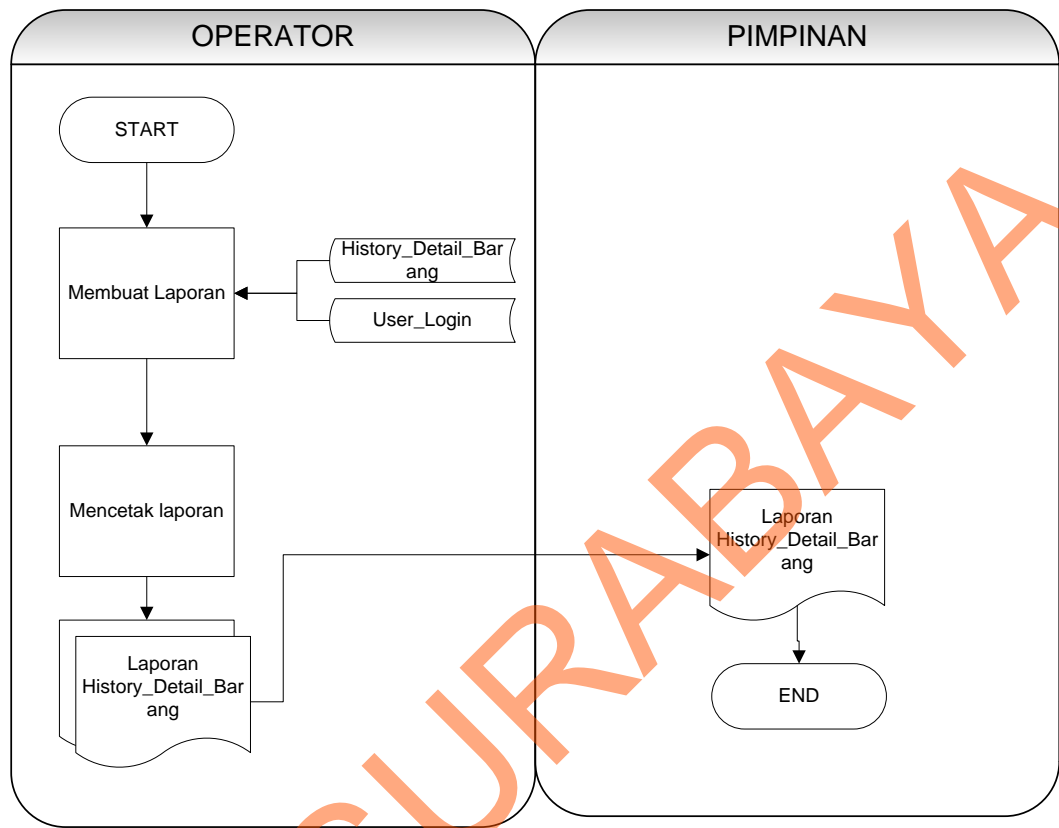 OPERATOR
PIMPINAN
START
Membuat Laporan
History_Detail_Bar
ang
User_Login
Mencetak laporan
Laporan
History_Detail_Bar
ang
Laporan
History_Detail_Bar
ang
END
SURABAYA